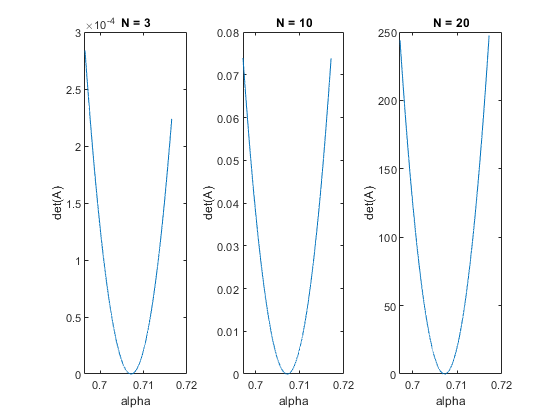 ×10⁻⁴ N = 3
3
2.5
2
1.5
1
0.5
0
0.7 0.71 0.72
alpha
det(A)
N = 10
0.08
0.07
0.06
0.05
0.04
0.03
0.02
0.01
0
0.7 0.71 0.72
alpha
det(A)
N = 20
250
200
150
100
50
0
0.7 0.71 0.72
alpha
det(A)